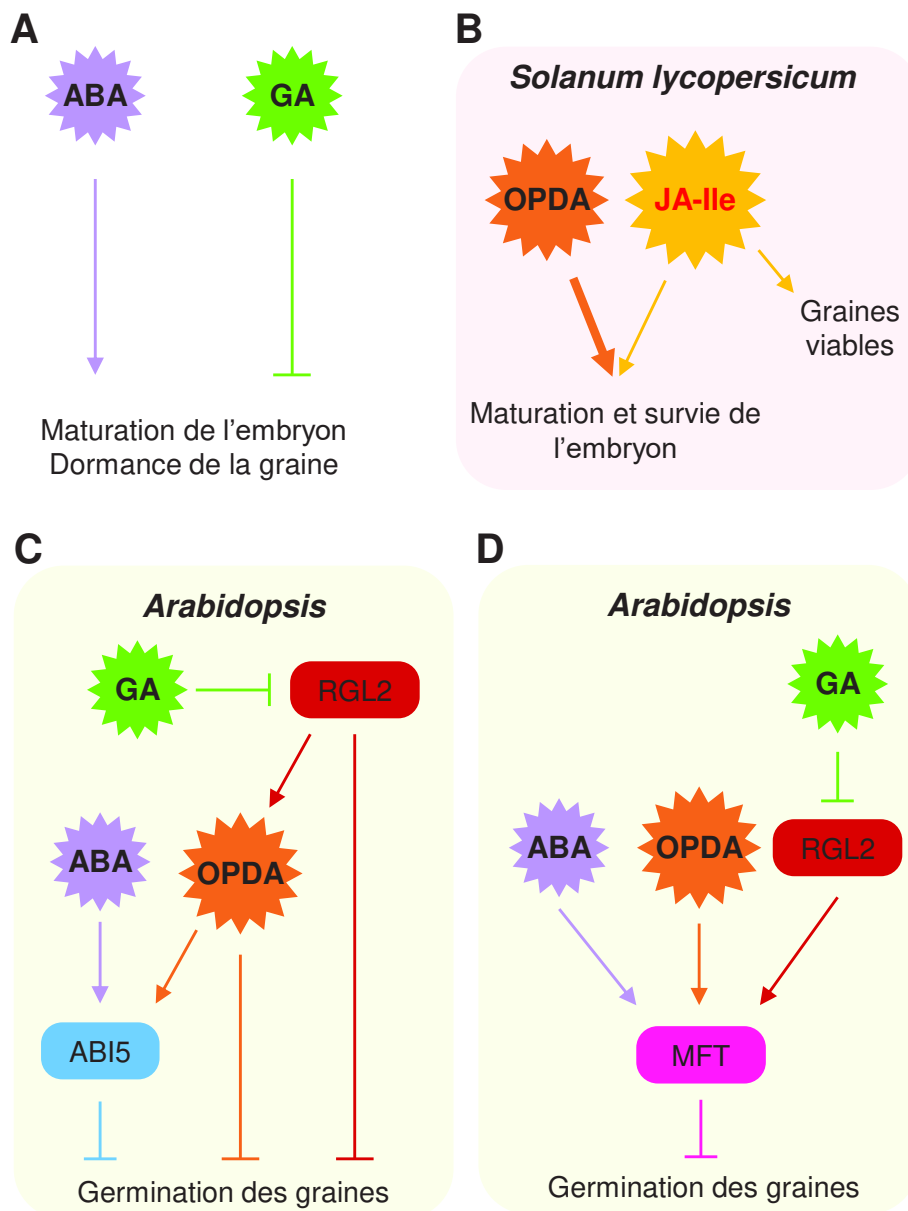 A
ABA
GA
Maturation de l'embryon
Dormance de la graine
B
Solanum lycopersicum
OPDA
JA-Ile
Graines
viables
Maturation et survie de
l'embryon
C
Arabidopsis
GA
RGL2
ABA
OPDA
ABI5
Germination des graines
D
Arabidopsis
GA
ABA
OPDA
RGL2
MFT
Germination des graines